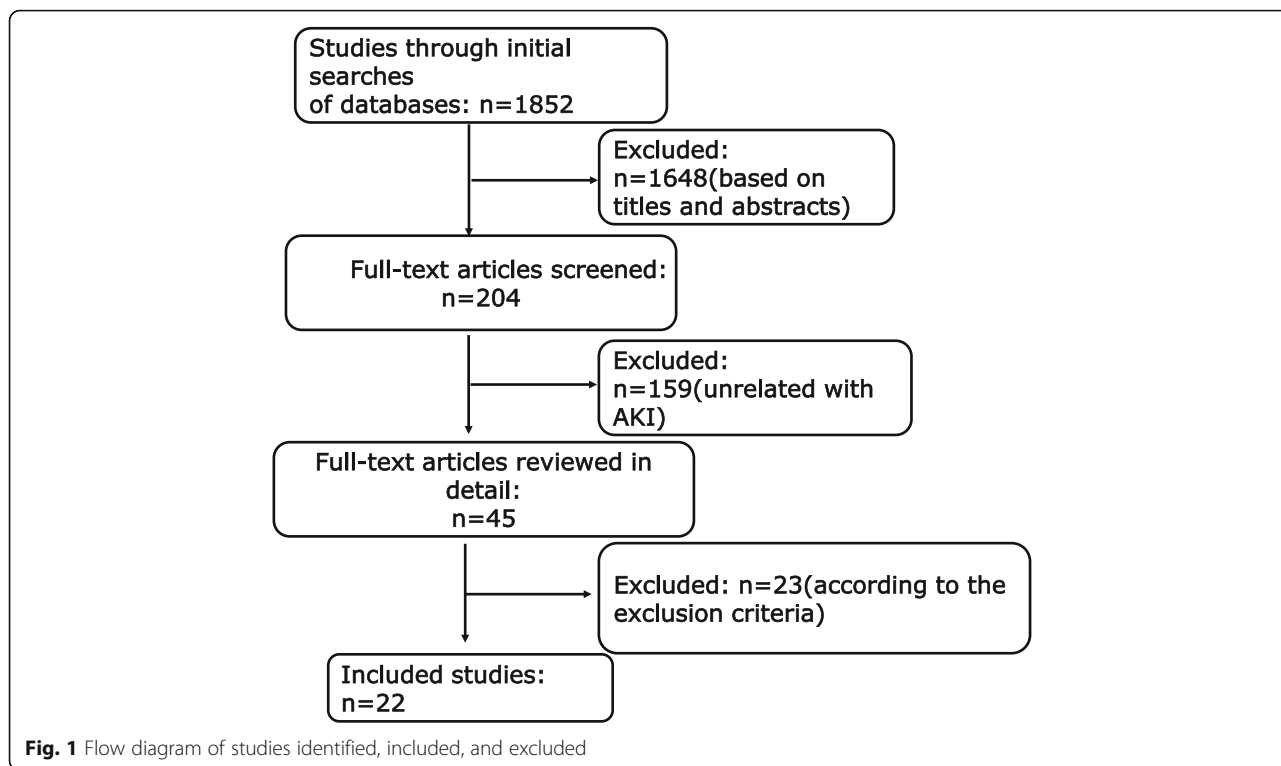 Studies through initial
searches
of databases: n=1852
Excluded:
n=1648(based on
titles and abstracts)
Full-text articles screened:
n=204
Excluded:
n=159(unrelated with
AKI)
Full-text articles reviewed in
detail:
n=45
Excluded: n=23(according to the
exclusion criteria)
Included studies:
n=22
Fig. 1 Flow diagram of studies identified, included, and excluded